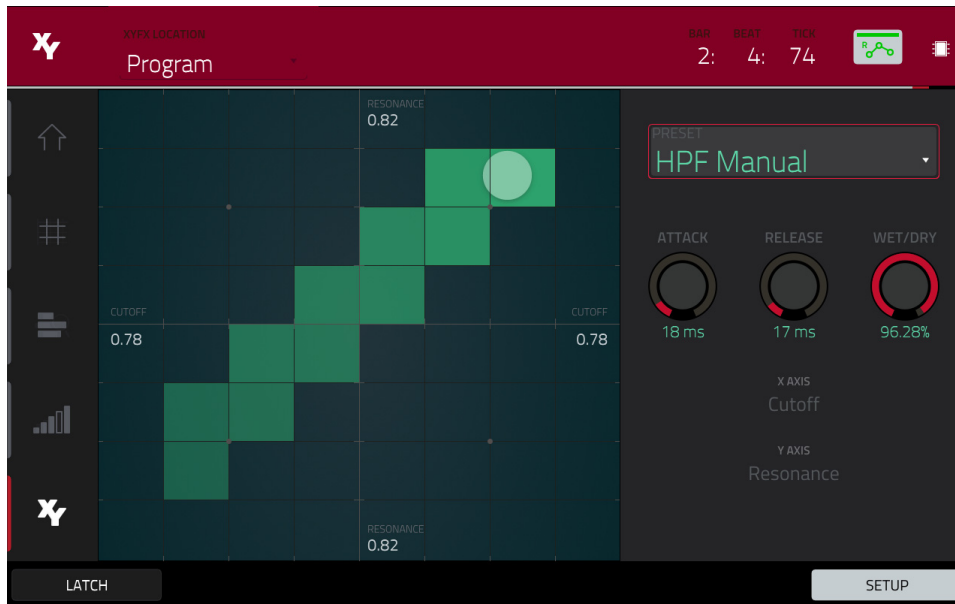 XY
XYFX LOCATION
Program
BAR BEAT TICK
2: 4: 74
R
RESONANCE
0.82
PRESET
HPF Manual
ATTACK RELEASE WET/DRY
18 ms 17 ms 96.28%
CUTOFF CUTOFF
0.78 0.78
X AXIS
Cutoff
Y AXIS
Resonance
XY
RESONANCE
0.82
LATCH SETUP